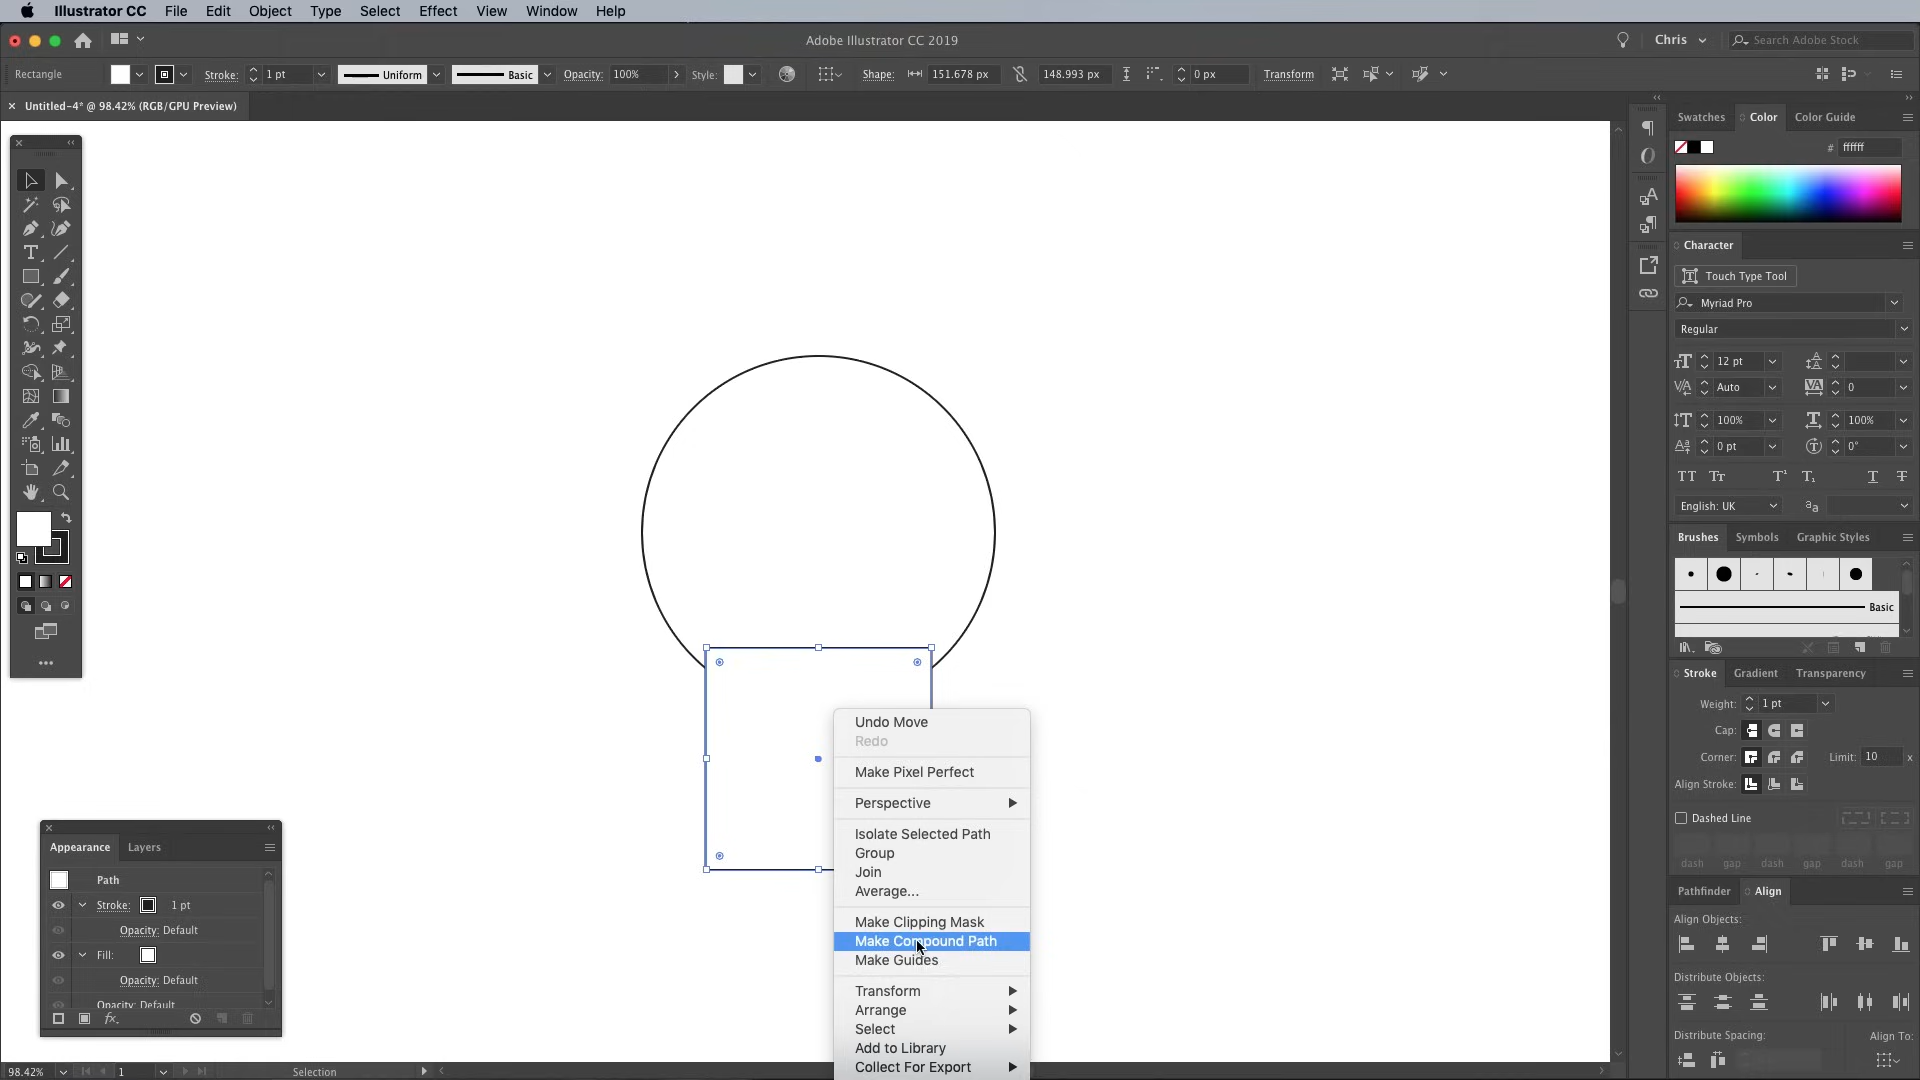 Illustrator CC File Edit Object Type Select Effect View Window Help
Adobe Illustrator CC 2019
Chris
Search Adobe Stock
Rectangle
Stroke: 1 pt
Uniform
Basic
Opacity: 100%
Style:
Shape: 151.678 px 148.993 px
0 px
Transform
× Untitled-4* @ 98.42% (RGB/GPU Preview)
Swatches Color Color Guide
# ffffff
Character
Touch Type Tool
Myriad Pro
Regular
12 pt
Auto 0
100% 100%
0 pt 0°
English: UK
Brushes Symbols Graphic Styles
Basic
Stroke Gradient Transparency
Weight: 1 pt
Cap:
Corner: Limit: 10 x
Align Stroke:
Dashed Line
dash gap dash gap dash gap
Pathfinder Align
Align Objects:
Distribute Objects:
Distribute Spacing: Align To:
Undo Move
Redo
Make Pixel Perfect
Perspective
Isolate Selected Path
Group
Join
Average...
Make Clipping Mask
Make Compound Path
Make Guides
Transform
Arrange
Select
Add to Library
Collect For Export
Appearance Layers
Path
Stroke: 1 pt
Opacity: Default
Fill:
Opacity: Default
Opacity: Default
fx.
98.42% 1 Selection